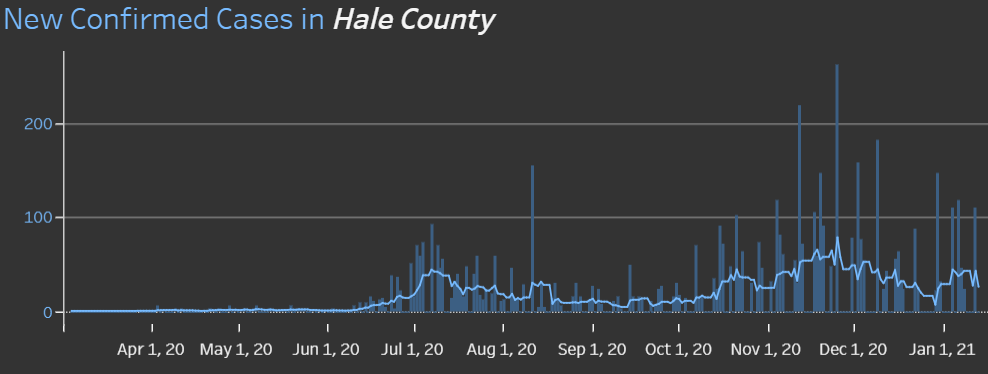 New Confirmed Cases in Hale County
200
100
0
Apr 1, 20 May 1, 20 Jun 1, 20 Jul 1, 20 Aug 1, 20 Sep 1, 20 Oct 1, 20 Nov 1, 20 Dec 1, 20 Jan 1, 21